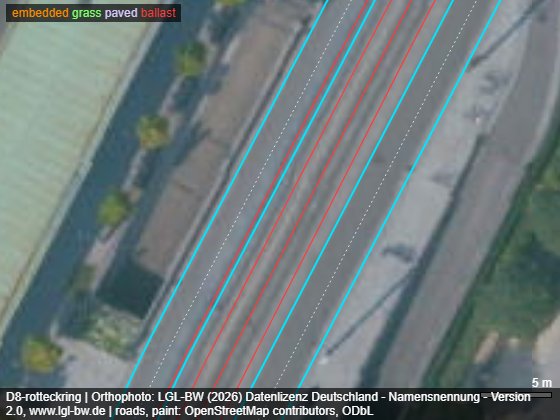 embedded grass paved ballast
5 m
D8-rotteckring | Orthophoto: LGL-BW (2026) Datenlizenz Deutschland - Namensnennung - Version
2.0, www.lgl-bw.de | roads, paint: OpenStreetMap contributors, ODbL.